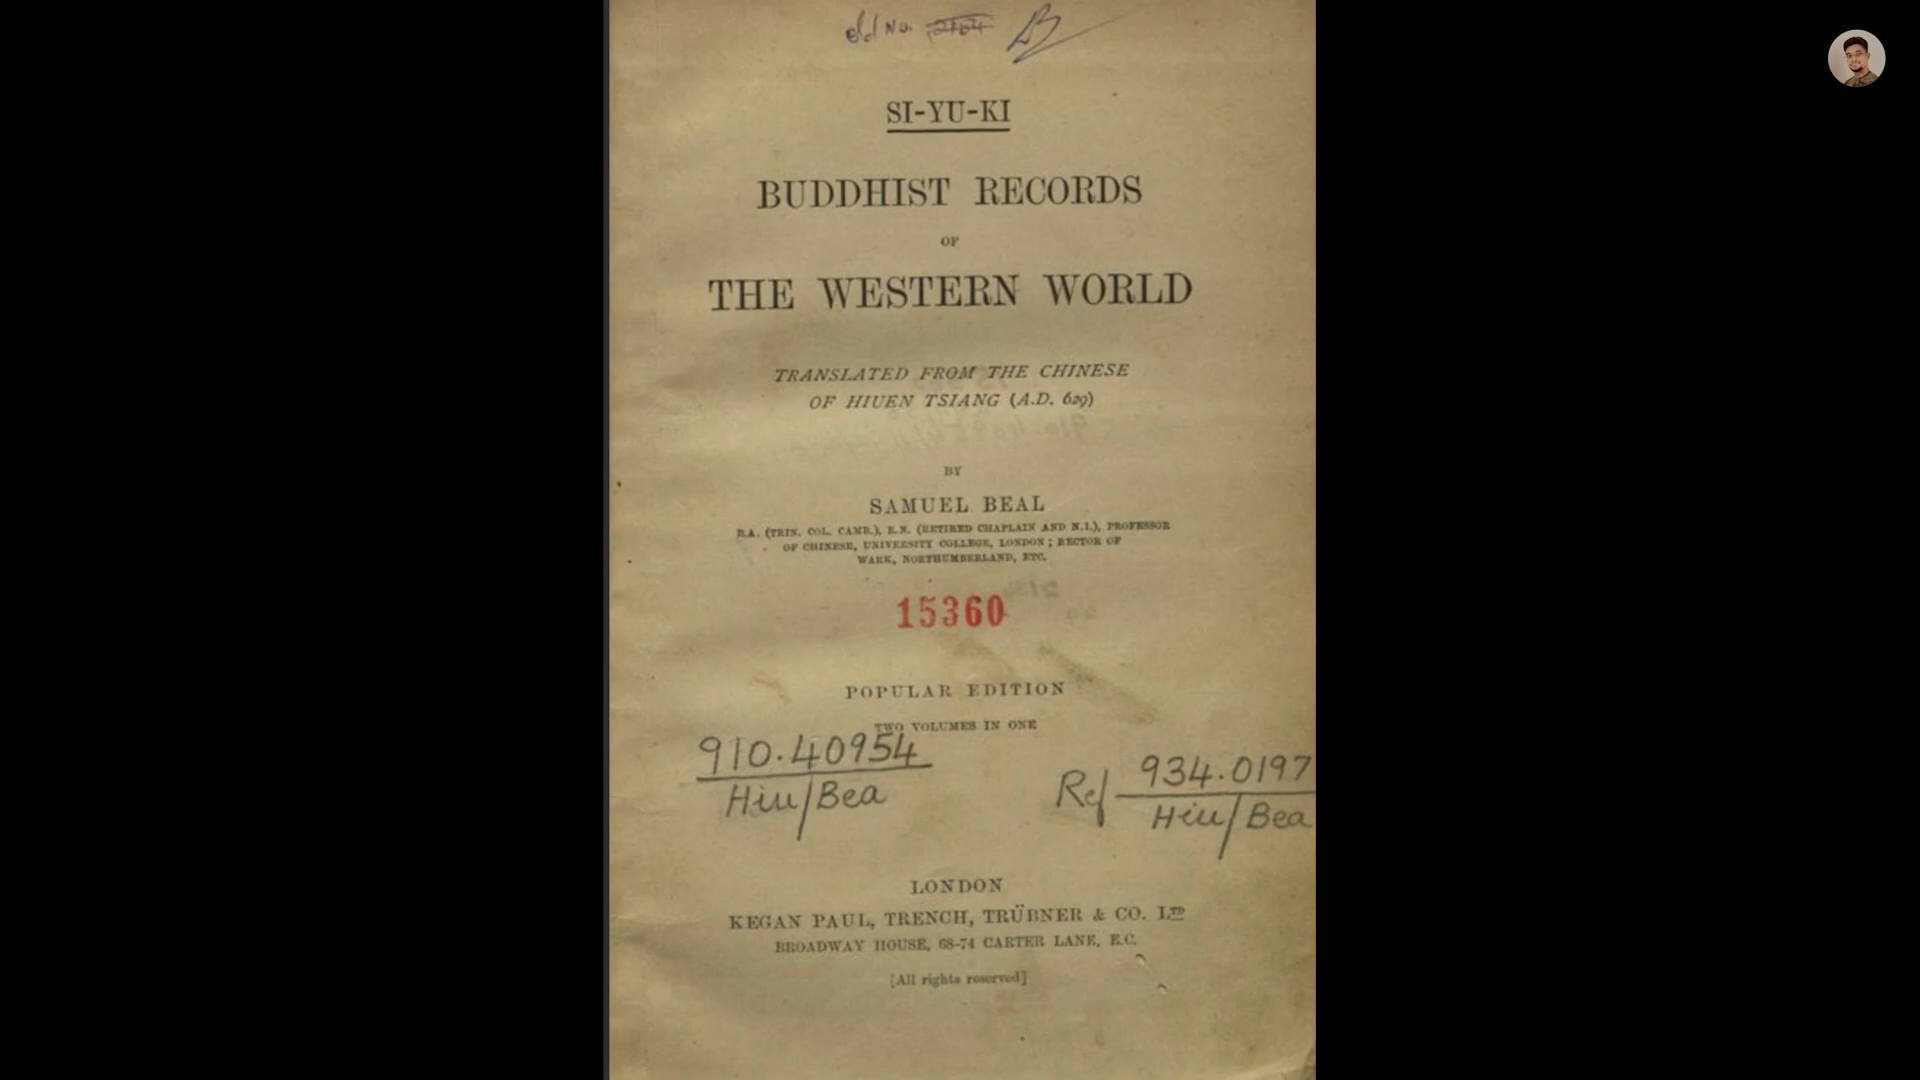 old No. 2164
SI-YU-KI
BUDDHIST RECORDS
OF
THE WESTERN WORLD
TRANSLATED FROM THE CHINESE
OF HIUEN TSIANG (A.D. 629)
BY
SAMUEL BEAL
B.A. (TRIN. COL. CAMB.), R.N. (RETIRED CHAPLAIN AND N.I.), PROFESSOR
OF CHINESE, UNIVERSITY COLLEGE, LONDON; RECTOR OF
WARK, NORTHUMBERLAND, ETC.
15360
POPULAR EDITION
TWO VOLUMES IN ONE
910.40954
Hiu/Bea
Ref 934.0197
Hiu/Bea
LONDON
KEGAN PAUL, TRENCH, TRÜBNER & CO. LTD
BROADWAY HOUSE, 68-74 CARTER LANE, E.C.
[All rights reserved]